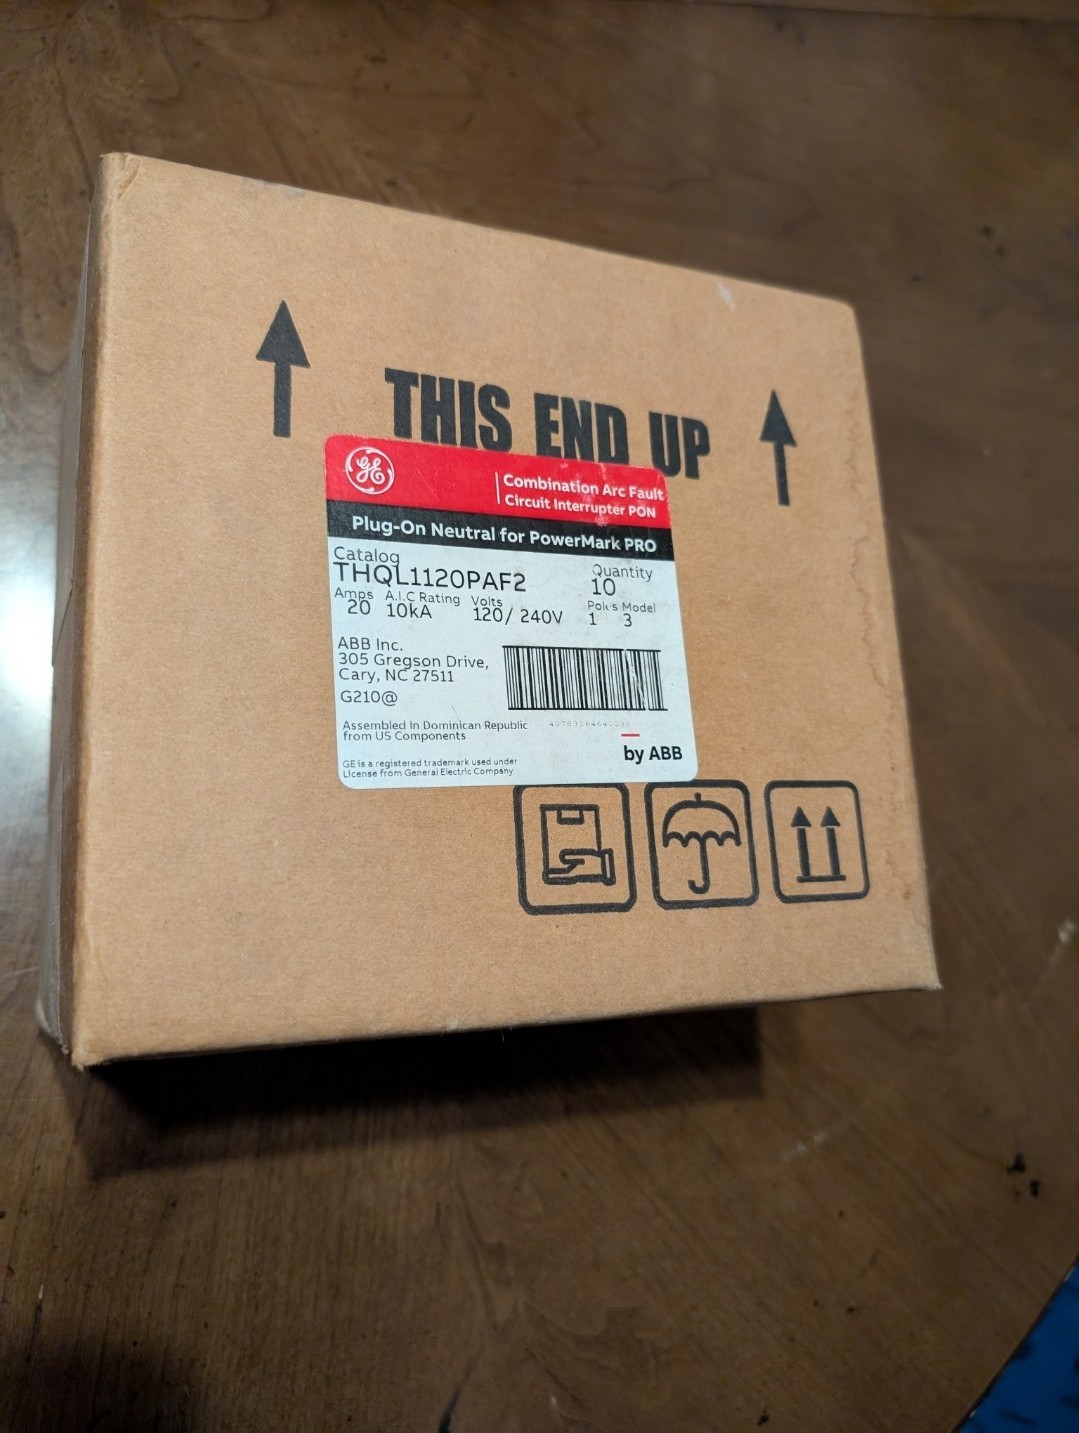 THIS END UP
GE
Combination Arc Fault
Circuit Interrupter PON
Plug-On Neutral for PowerMark PRO
Catalog
THQL1120PAF2
Quantity
10
Amps A.I.C Rating Volts Poles Model
20 10kA 120/ 240V 1 3
ABB Inc.
305 Gregson Drive,
Cary, NC 27511
G210@
Assembled In Dominican Republic
from US Components
by ABB
GE is a registered trademark used under
License from General Electric Company